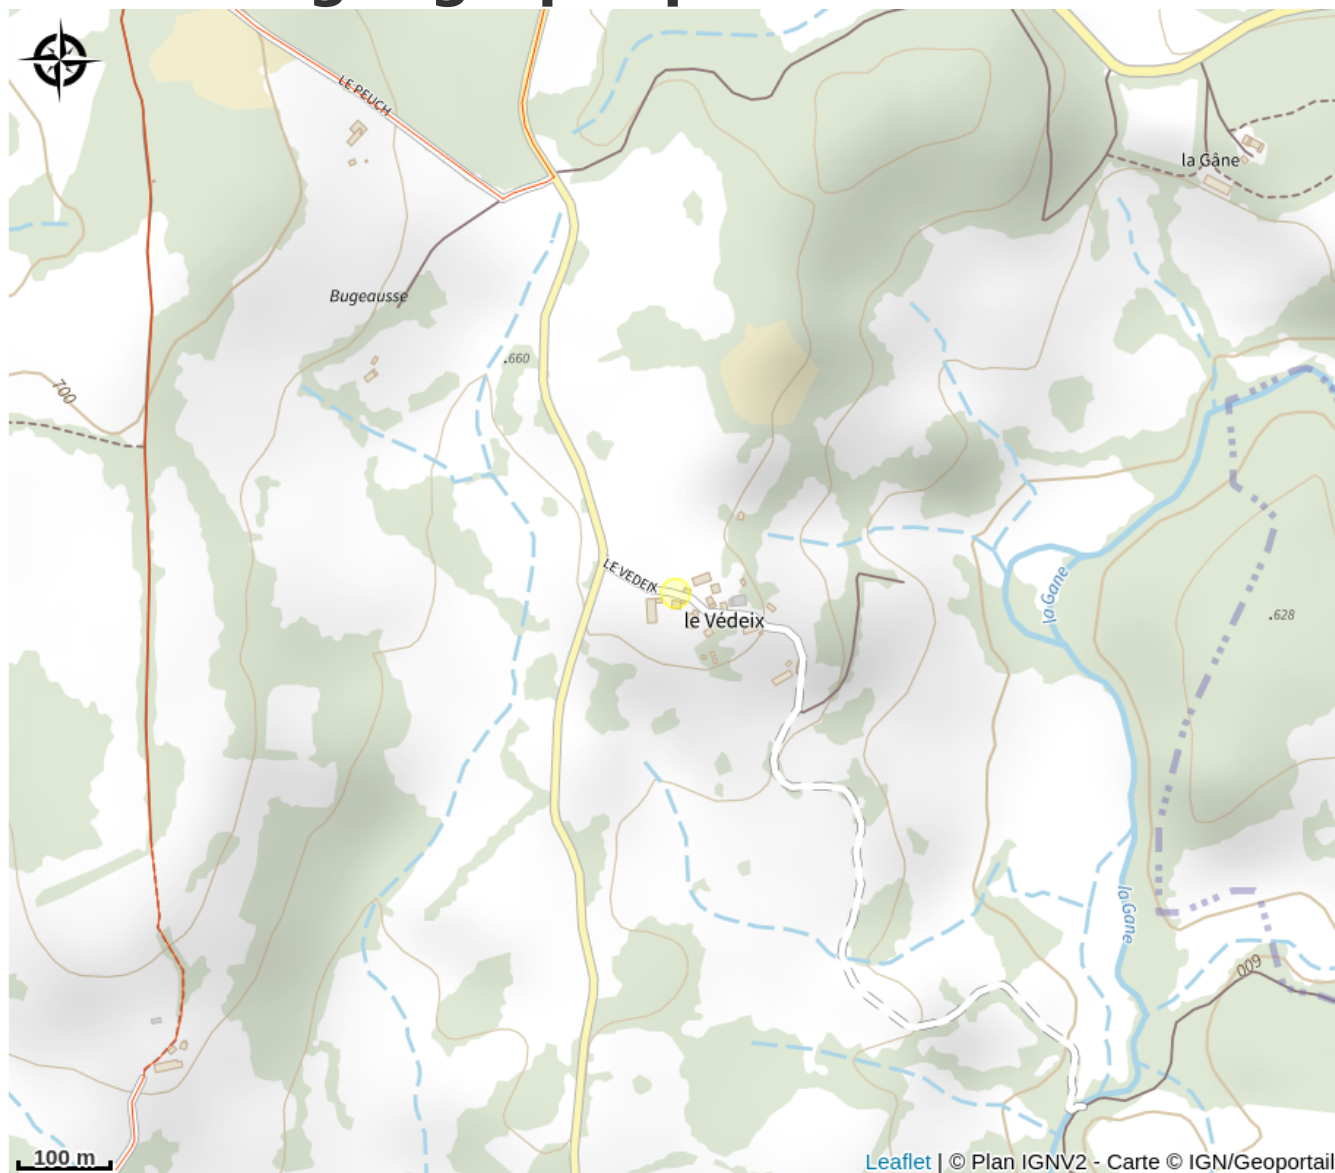 LE PEUCH
la Gâne
Bugeausse
660
700
LE VEDEIX
le Védeix
la Gane
628
la Gane
600
100 m
Leaflet | © Plan IGNV2 - Carte © IGN/Geoportail